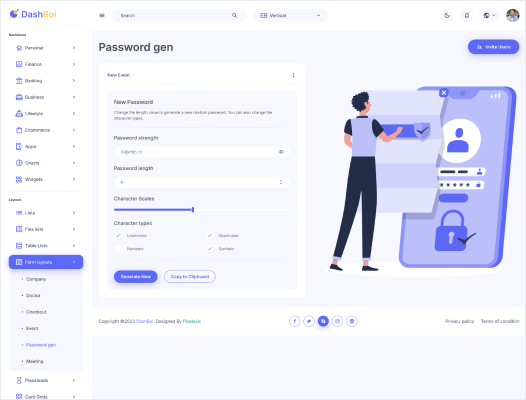 DashBoi
Search
Vertical
Dashboard
Personal
Finance
Banking
Business
Lifestyle
Ecommerce
Apps
Charts
Widgets
Layouts
Lists
Flex lists
Table Lists
Form layouts
Company
Doctor
Checkout
Event
Password gen
Meeting
Placeloads
Card Grids
Password gen
Invite Users
New Event
New Password
Change the length value to generate a new random password. You can also change the
character types.
Password strength
Password length
Character Scales
Character types
Lowercase
Uppercase
Numbers
Symbols
Generate New
Copy to Clipboard
Copyright ©2023 DashBoi. Designed By Pixelaxis
Privacy policy
Terms of condition